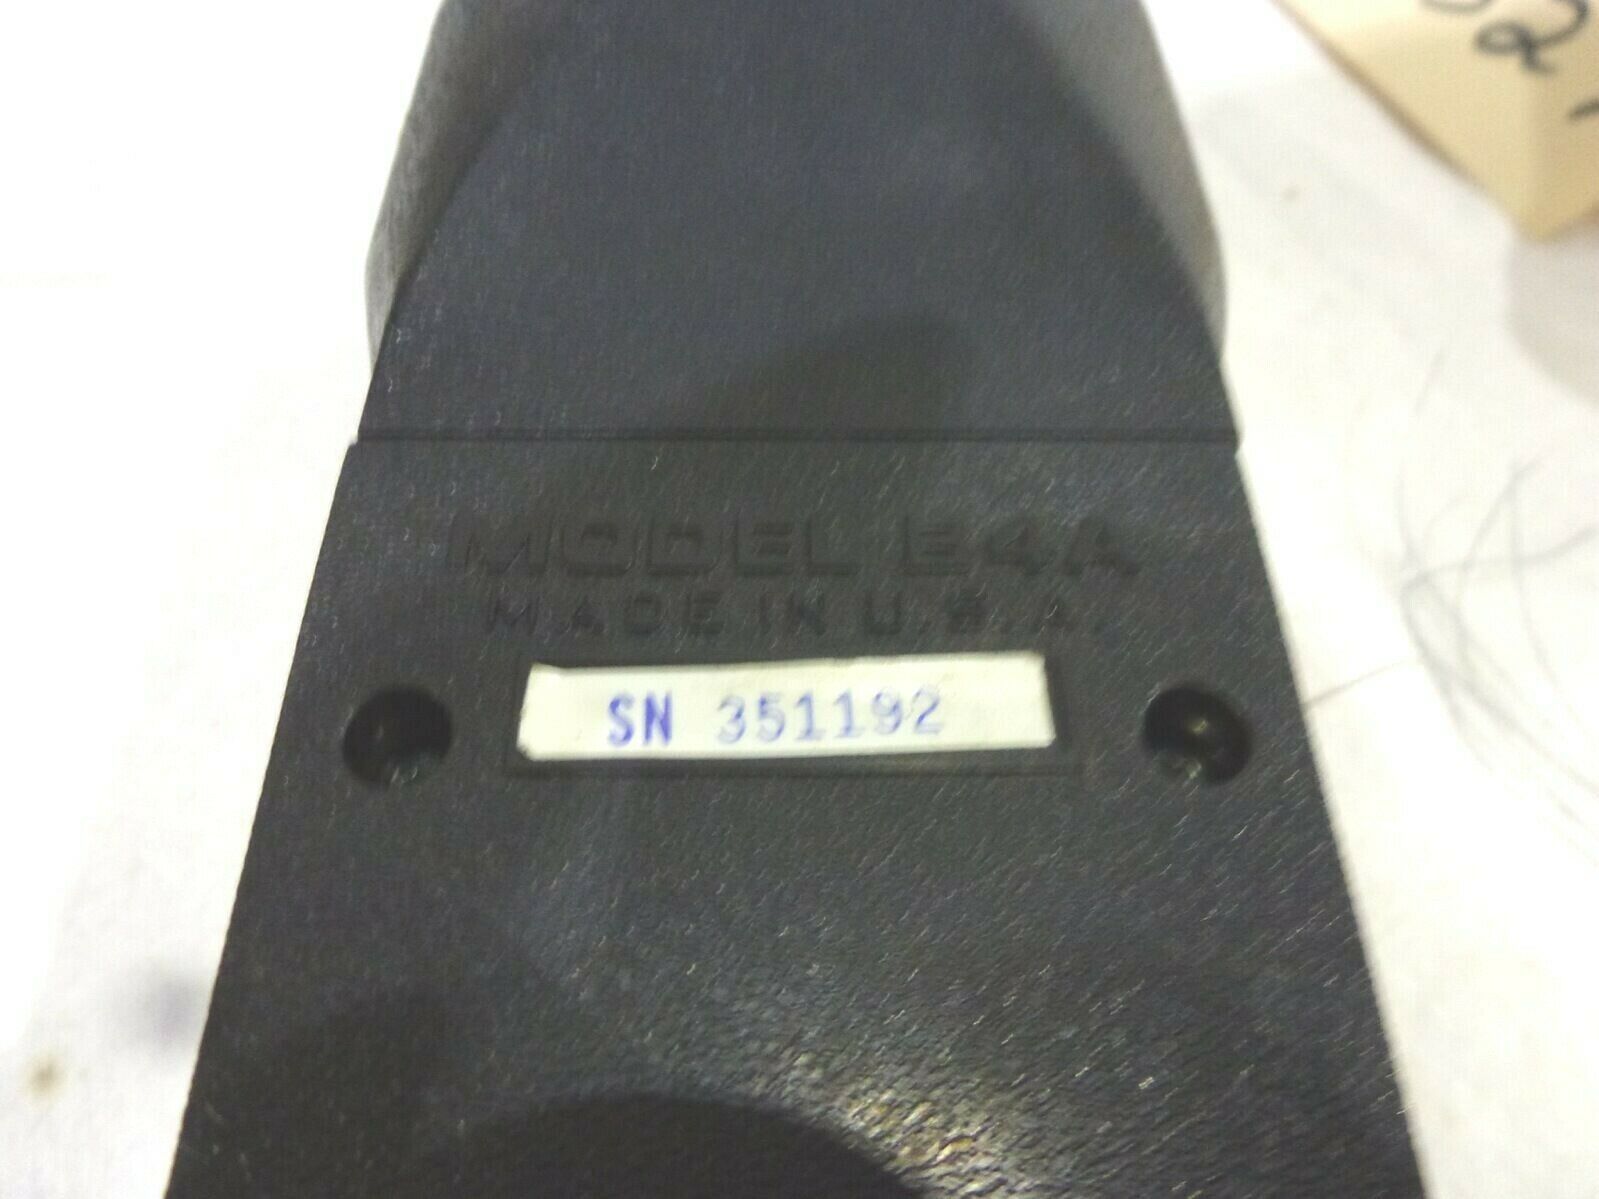 MODEL E4A
MADE IN U.S.A.
SN 351192